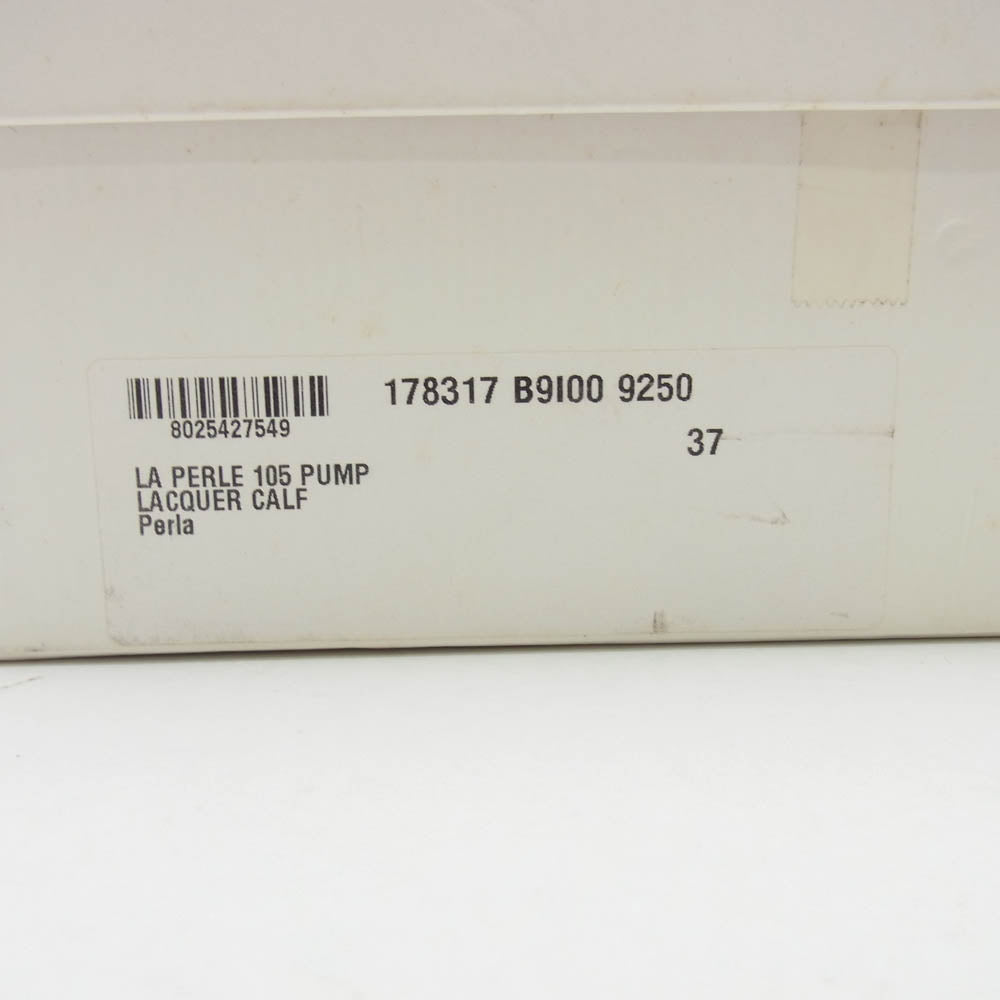 178317 B9I00 9250
8025427549
37
LA PERLE 105 PUMP
LACQUER CALF
Perla